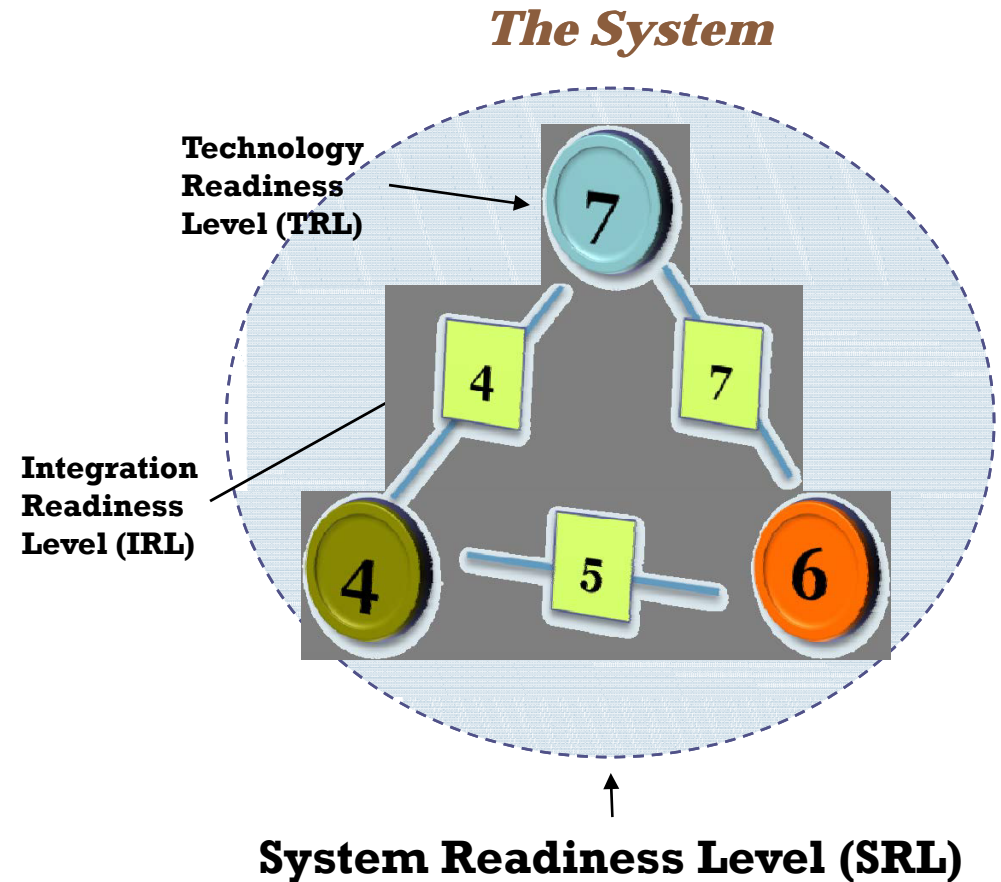 The System
Technology
Readiness
Level (TRL)
7
4
7
Integration
Readiness
Level (IRL)
4
5
6
System Readiness Level (SRL)